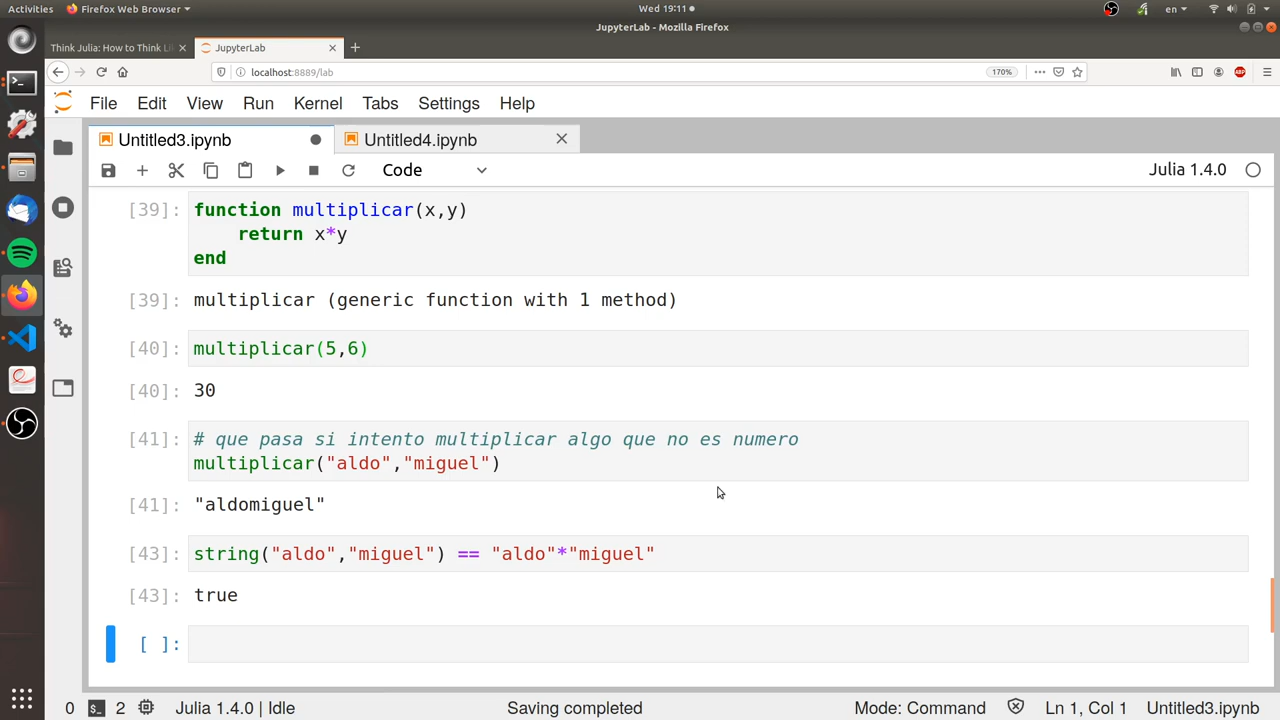 Activities Firefox Web Browser Wed 19:11 en
JupyterLab - Mozilla Firefox
Think Julia: How to Think Li JupyterLab
localhost:8889/lab 170% ABP
File Edit View Run Kernel Tabs Settings Help
Untitled3.ipynb Untitled4.ipynb
Code Julia 1.4.0
[39]: function multiplicar(x,y)
return x*y
end
[39]: multiplicar (generic function with 1 method)
[40]: multiplicar(5,6)
[40]: 30
[41]: # que pasa si intento multiplicar algo que no es numero
multiplicar("aldo","miguel")
[41]: "aldomiguel"
[43]: string("aldo","miguel") == "aldo"*"miguel"
[43]: true
[ ]:
0 2 Julia 1.4.0 | Idle Saving completed Mode: Command Ln 1, Col 1 Untitled3.ipynb